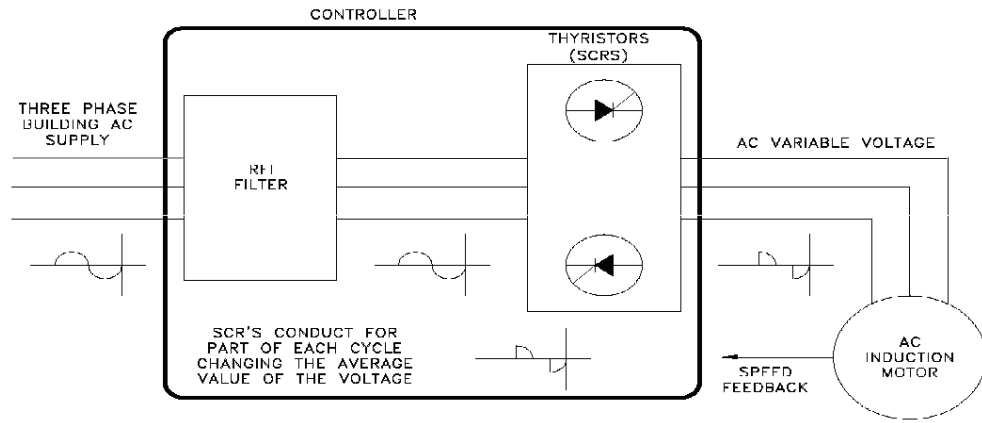 CONTROLLER
THYRISTORS
(SCRS)
THREE PHASE
BUILDING AC
SUPPLY
RFI
FILTER
AC VARIABLE VOLTAGE
SCR'S CONDUCT FOR
PART OF EACH CYCLE
CHANGING THE AVERAGE
VALUE OF THE VOLTAGE
SPEED
FEEDBACK
AC
INDUCTION
MOTOR